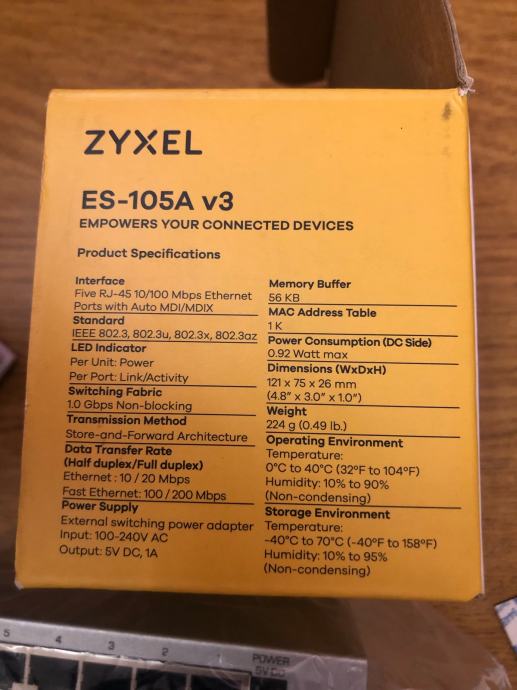 ZYXEL
ES-105A v3
EMPOWERS YOUR CONNECTED DEVICES
Product Specifications
Interface
Five RJ-45 10/100 Mbps Ethernet
Ports with Auto MDI/MDIX
Standard
IEEE 802.3, 802.3u, 802.3x, 802.3az
LED Indicator
Per Unit: Power
Per Port: Link/Activity
Switching Fabric
1.0 Gbps Non-blocking
Transmission Method
Store-and-Forward Architecture
Data Transfer Rate
(Half duplex/Full duplex)
Ethernet : 10 / 20 Mbps
Fast Ethernet: 100 / 200 Mbps
Power Supply
External switching power adapter
Input: 100-240V AC
Output: 5V DC, 1A
Memory Buffer
56 KB
MAC Address Table
1 K
Power Consumption (DC Side)
0.92 Watt max
Dimensions (WxDxH)
121 x 75 x 26 mm
(4.8" x 3.0" x 1.0")
Weight
224 g (0.49 lb.)
Operating Environment
Temperature:
0°C to 40°C (32°F to 104°F)
Humidity: 10% to 90%
(Non-condensing)
Storage Environment
Temperature:
-40°C to 70°C (-40°F to 158°F)
Humidity: 10% to 95%
(Non-condensing)
5 4 3 2 1 POWER
5V DC